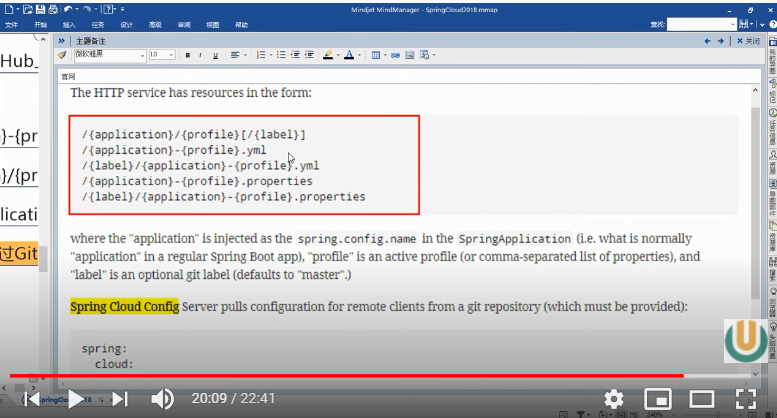 Mindjet MindManager - SpringCloud2018.mmap
文件 开始 插入 任务 设计 高级 审阅 视图 帮助
查找:
主题备注
关闭
微软雅黑 10
官网
The HTTP service has resources in the form:
/{application}/{profile}[/{label}]
/{application}-{profile}.yml
/{label}/{application}-{profile}.yml
/{application}-{profile}.properties
/{label}/{application}-{profile}.properties
where the "application" is injected as the spring.config.name in the SpringApplication (i.e. what is normally
"application" in a regular Spring Boot app), "profile" is an active profile (or comma-separated list of properties), and
"label" is an optional git label (defaults to "master".)
Spring Cloud Config Server pulls configuration for remote clients from a git repository (which must be provided):
spring:
cloud:
Hub_
}-{pr
}/{pr
licati
过Git
20:09 / 22:41
240%